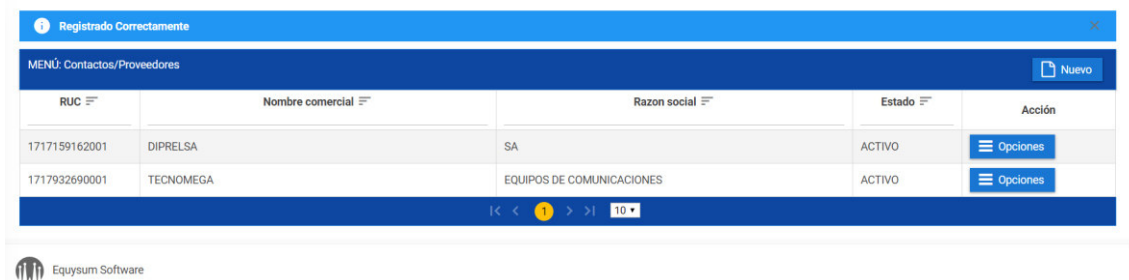 Registrado Correctamente
MENÚ: Contactos/Proveedores
Nuevo
RUC Nombre comercial Razon social Estado Acción
1717159162001 DIPRELSA SA ACTIVO Opciones
1717932690001 TECNOMEGA EQUIPOS DE COMUNICACIONES ACTIVO Opciones
1 10
Equysum Software